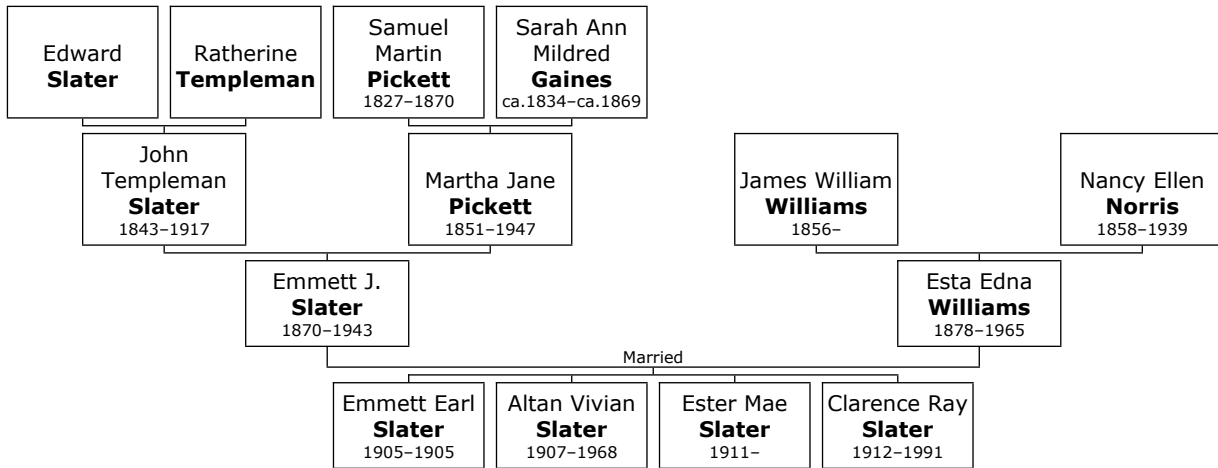 Edward
Slater
Ratherine
Templeman
Samuel
Martin
Pickett
1827–1870
Sarah Ann
Mildred
Gaines
ca.1834–ca.1869
John
Templeman
Slater
1843–1917
Martha Jane
Pickett
1851–1947
James William
Williams
1856–
Nancy Ellen
Norris
1858–1939
Emmett J.
Slater
1870–1943
Esta Edna
Williams
1878–1965
Married
Emmett Earl
Slater
1905–1905
Altan Vivian
Slater
1907–1968
Ester Mae
Slater
1911–
Clarence Ray
Slater
1912–1991